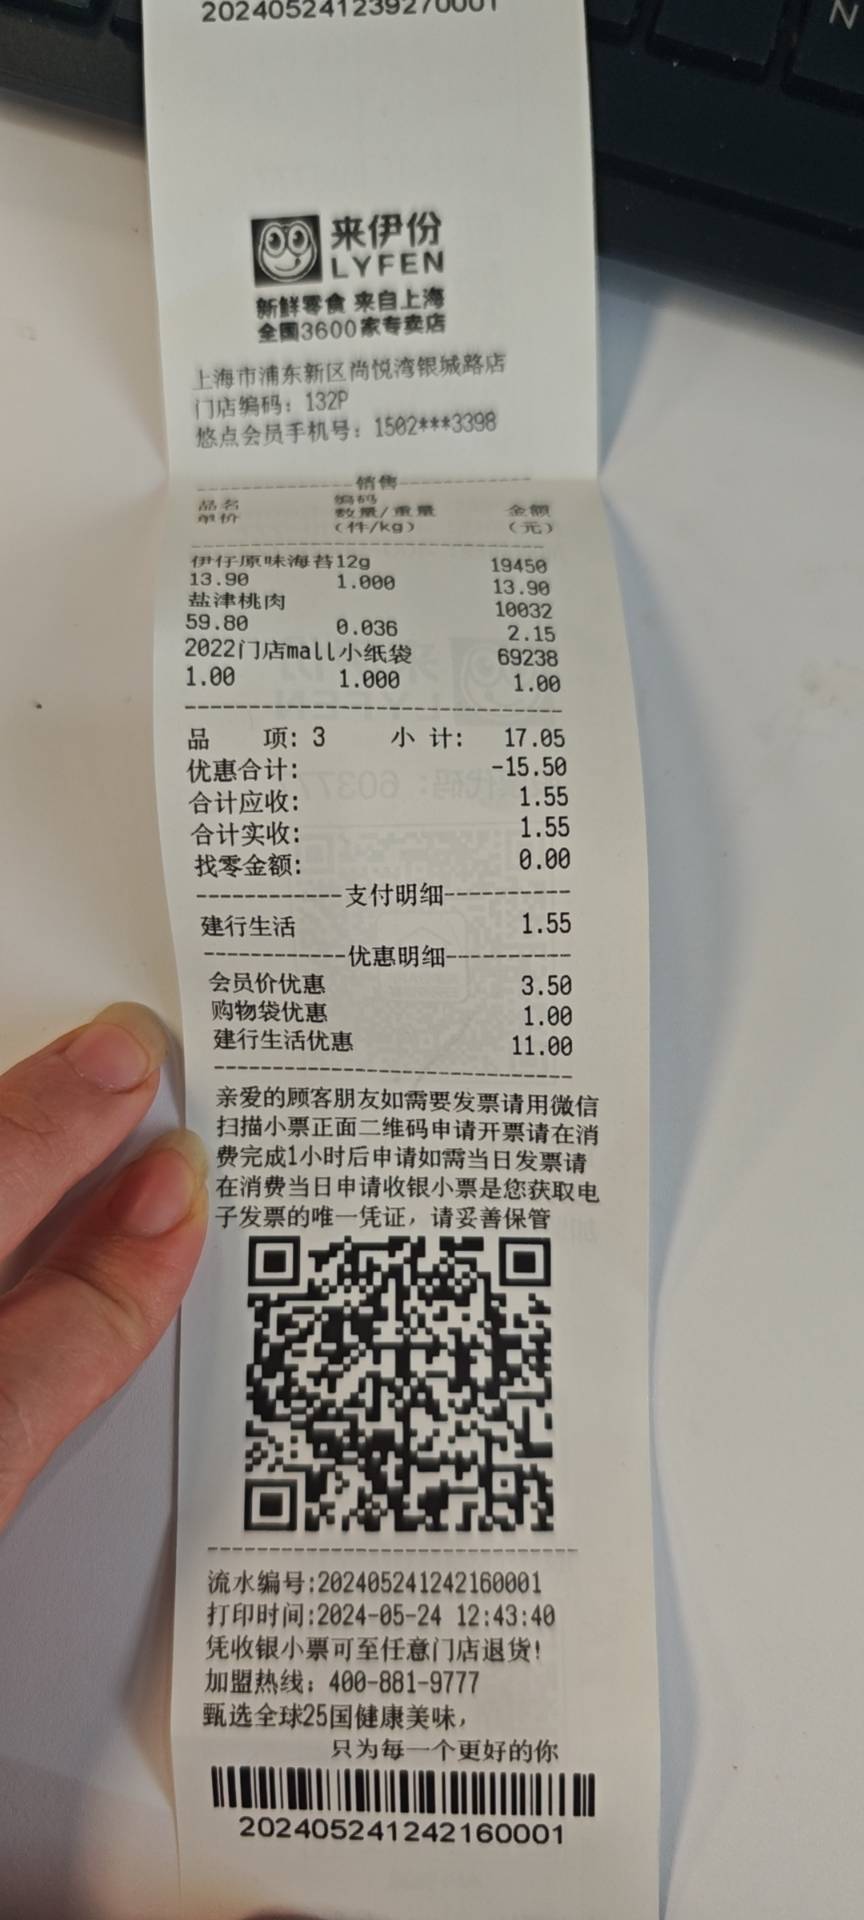 202405241239270001
来伊份
LYFEN
新鲜零食 来自上海
全国3600家专卖店
上海市浦东新区尚悦湾银城路店
门店编码：132P
悠点会员手机号：1502***3398
销售
品名 编码
单价 数量/重量 金额
(件/kg) (元)
伊仔原味海苔12g 19450
13.90 1.000 13.90
盐津桃肉 10032
59.80 0.036 2.15
2022门店mall小纸袋 69238
1.00 1.000 1.00
品 项: 3 小 计: 17.05
优惠合计: -15.50
合计应收: 1.55
合计实收: 1.55
找零金额: 0.00
支付明细
建行生活 1.55
优惠明细
会员价优惠 3.50
购物袋优惠 1.00
建行生活优惠 11.00
亲爱的顾客朋友如需要发票请用微信
扫描小票正面二维码申请开票请在消
费完成1小时后申请如需当日发票请
在消费当日申请收银小票是您获取电
子发票的唯一凭证，请妥善保管
流水编号:202405241242160001
打印时间:2024-05-24 12:43:40
凭收银小票可至任意门店退货!
加盟热线：400-881-9777
甄选全球25国健康美味，
只为每一个更好的你
202405241242160001
N